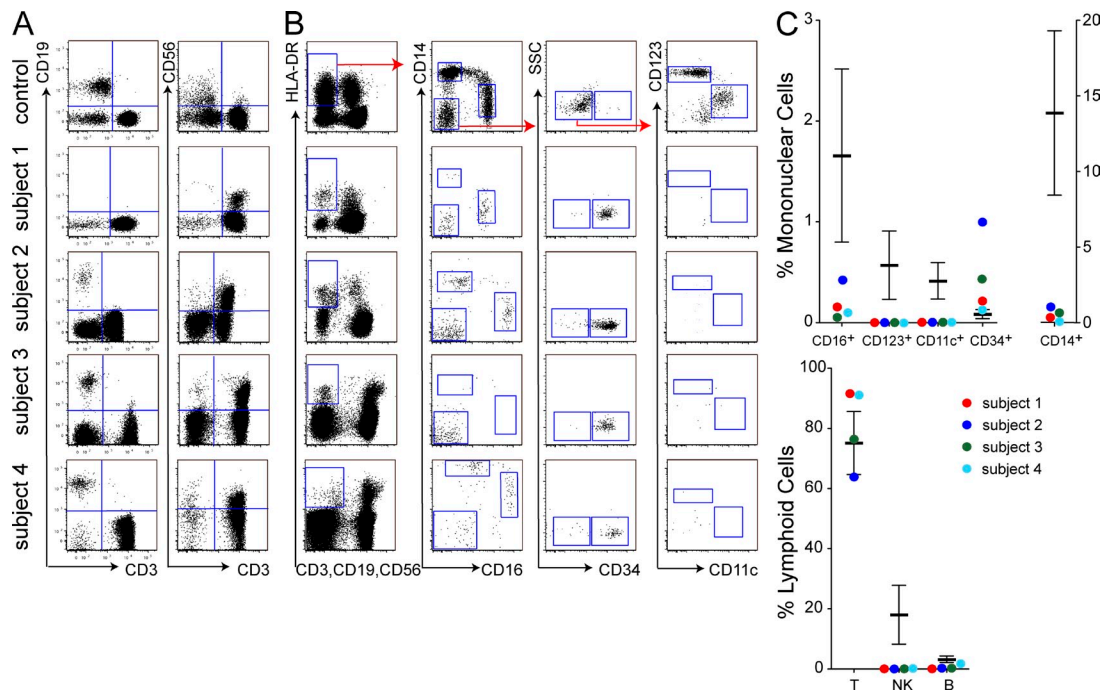 A
B
C
CD19
CD56
HLA-DR
CD14
SSC
CD123
control
subject 1
subject 2
subject 3
subject 4
CD3
CD3
CD3,CD19,CD56
CD16
CD34
CD11c
% Mononuclear Cells
3
2
1
0
20
15
10
5
0
CD16+
CD123+
CD11c+
CD34+
CD14+
% Lymphoid Cells
100
80
60
40
20
0
T
NK
B
subject 1
subject 2
subject 3
subject 4